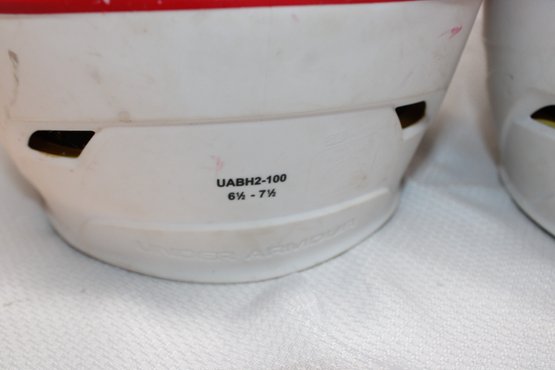 UABH2-100
6½ - 7½
UNDER ARMOUR